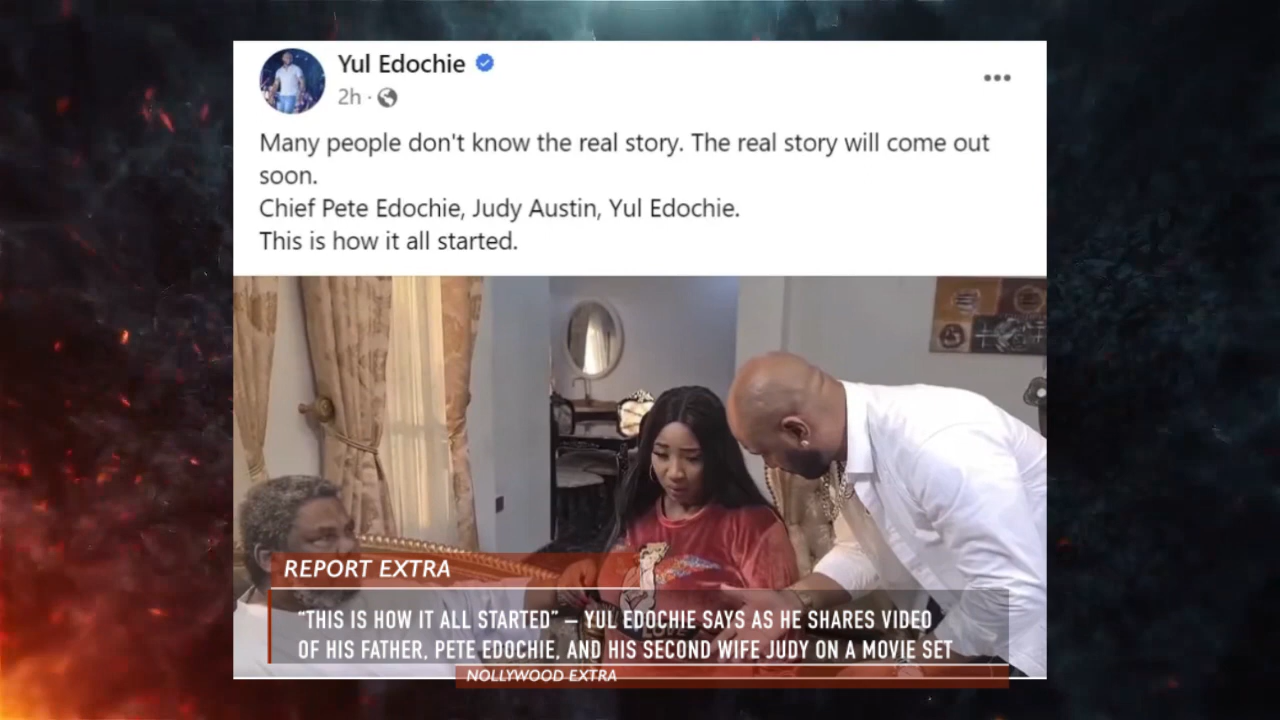 Yul Edochie
2h ·
Many people don't know the real story. The real story will come out
soon.
Chief Pete Edochie, Judy Austin, Yul Edochie.
This is how it all started.
LOVE
REPORT EXTRA
“THIS IS HOW IT ALL STARTED” – YUL EDOCHIE SAYS AS HE SHARES VIDEO
OF HIS FATHER, PETE EDOCHIE, AND HIS SECOND WIFE JUDY ON A MOVIE SET
NOLLYWOOD EXTRA